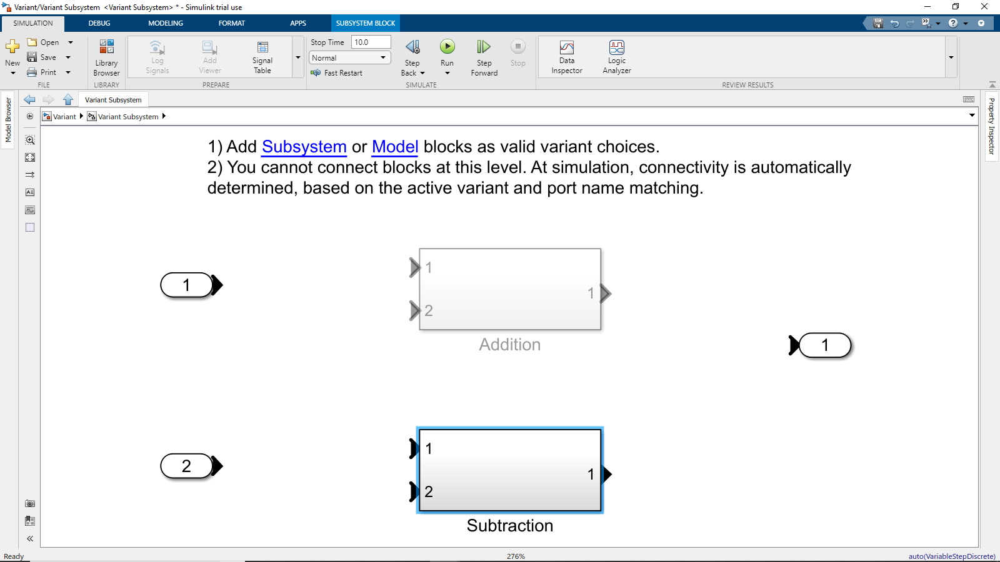 Variant/Variant Subsystem <Variant Subsystem> * - Simulink trial use
SIMULATION DEBUG MODELING FORMAT APPS SUBSYSTEM BLOCK
New
Open
Save
Print
FILE
Library
Browser
LIBRARY
Log
Signals
Add
Viewer
Signal
Table
PREPARE
Stop Time 10.0
Normal
Fast Restart
Step
Back
Run
Step
Forward
Stop
SIMULATE
Data
Inspector
Logic
Analyzer
REVIEW RESULTS
Model Browser
Variant Subsystem
Variant Variant Subsystem
Property Inspector
1) Add Subsystem or Model blocks as valid variant choices.
2) You cannot connect blocks at this level. At simulation, connectivity is automatically
determined, based on the active variant and port name matching.
1
1
2
1
Addition
1
2
1
2
1
Subtraction
Ready 276% auto(VariableStepDiscrete)